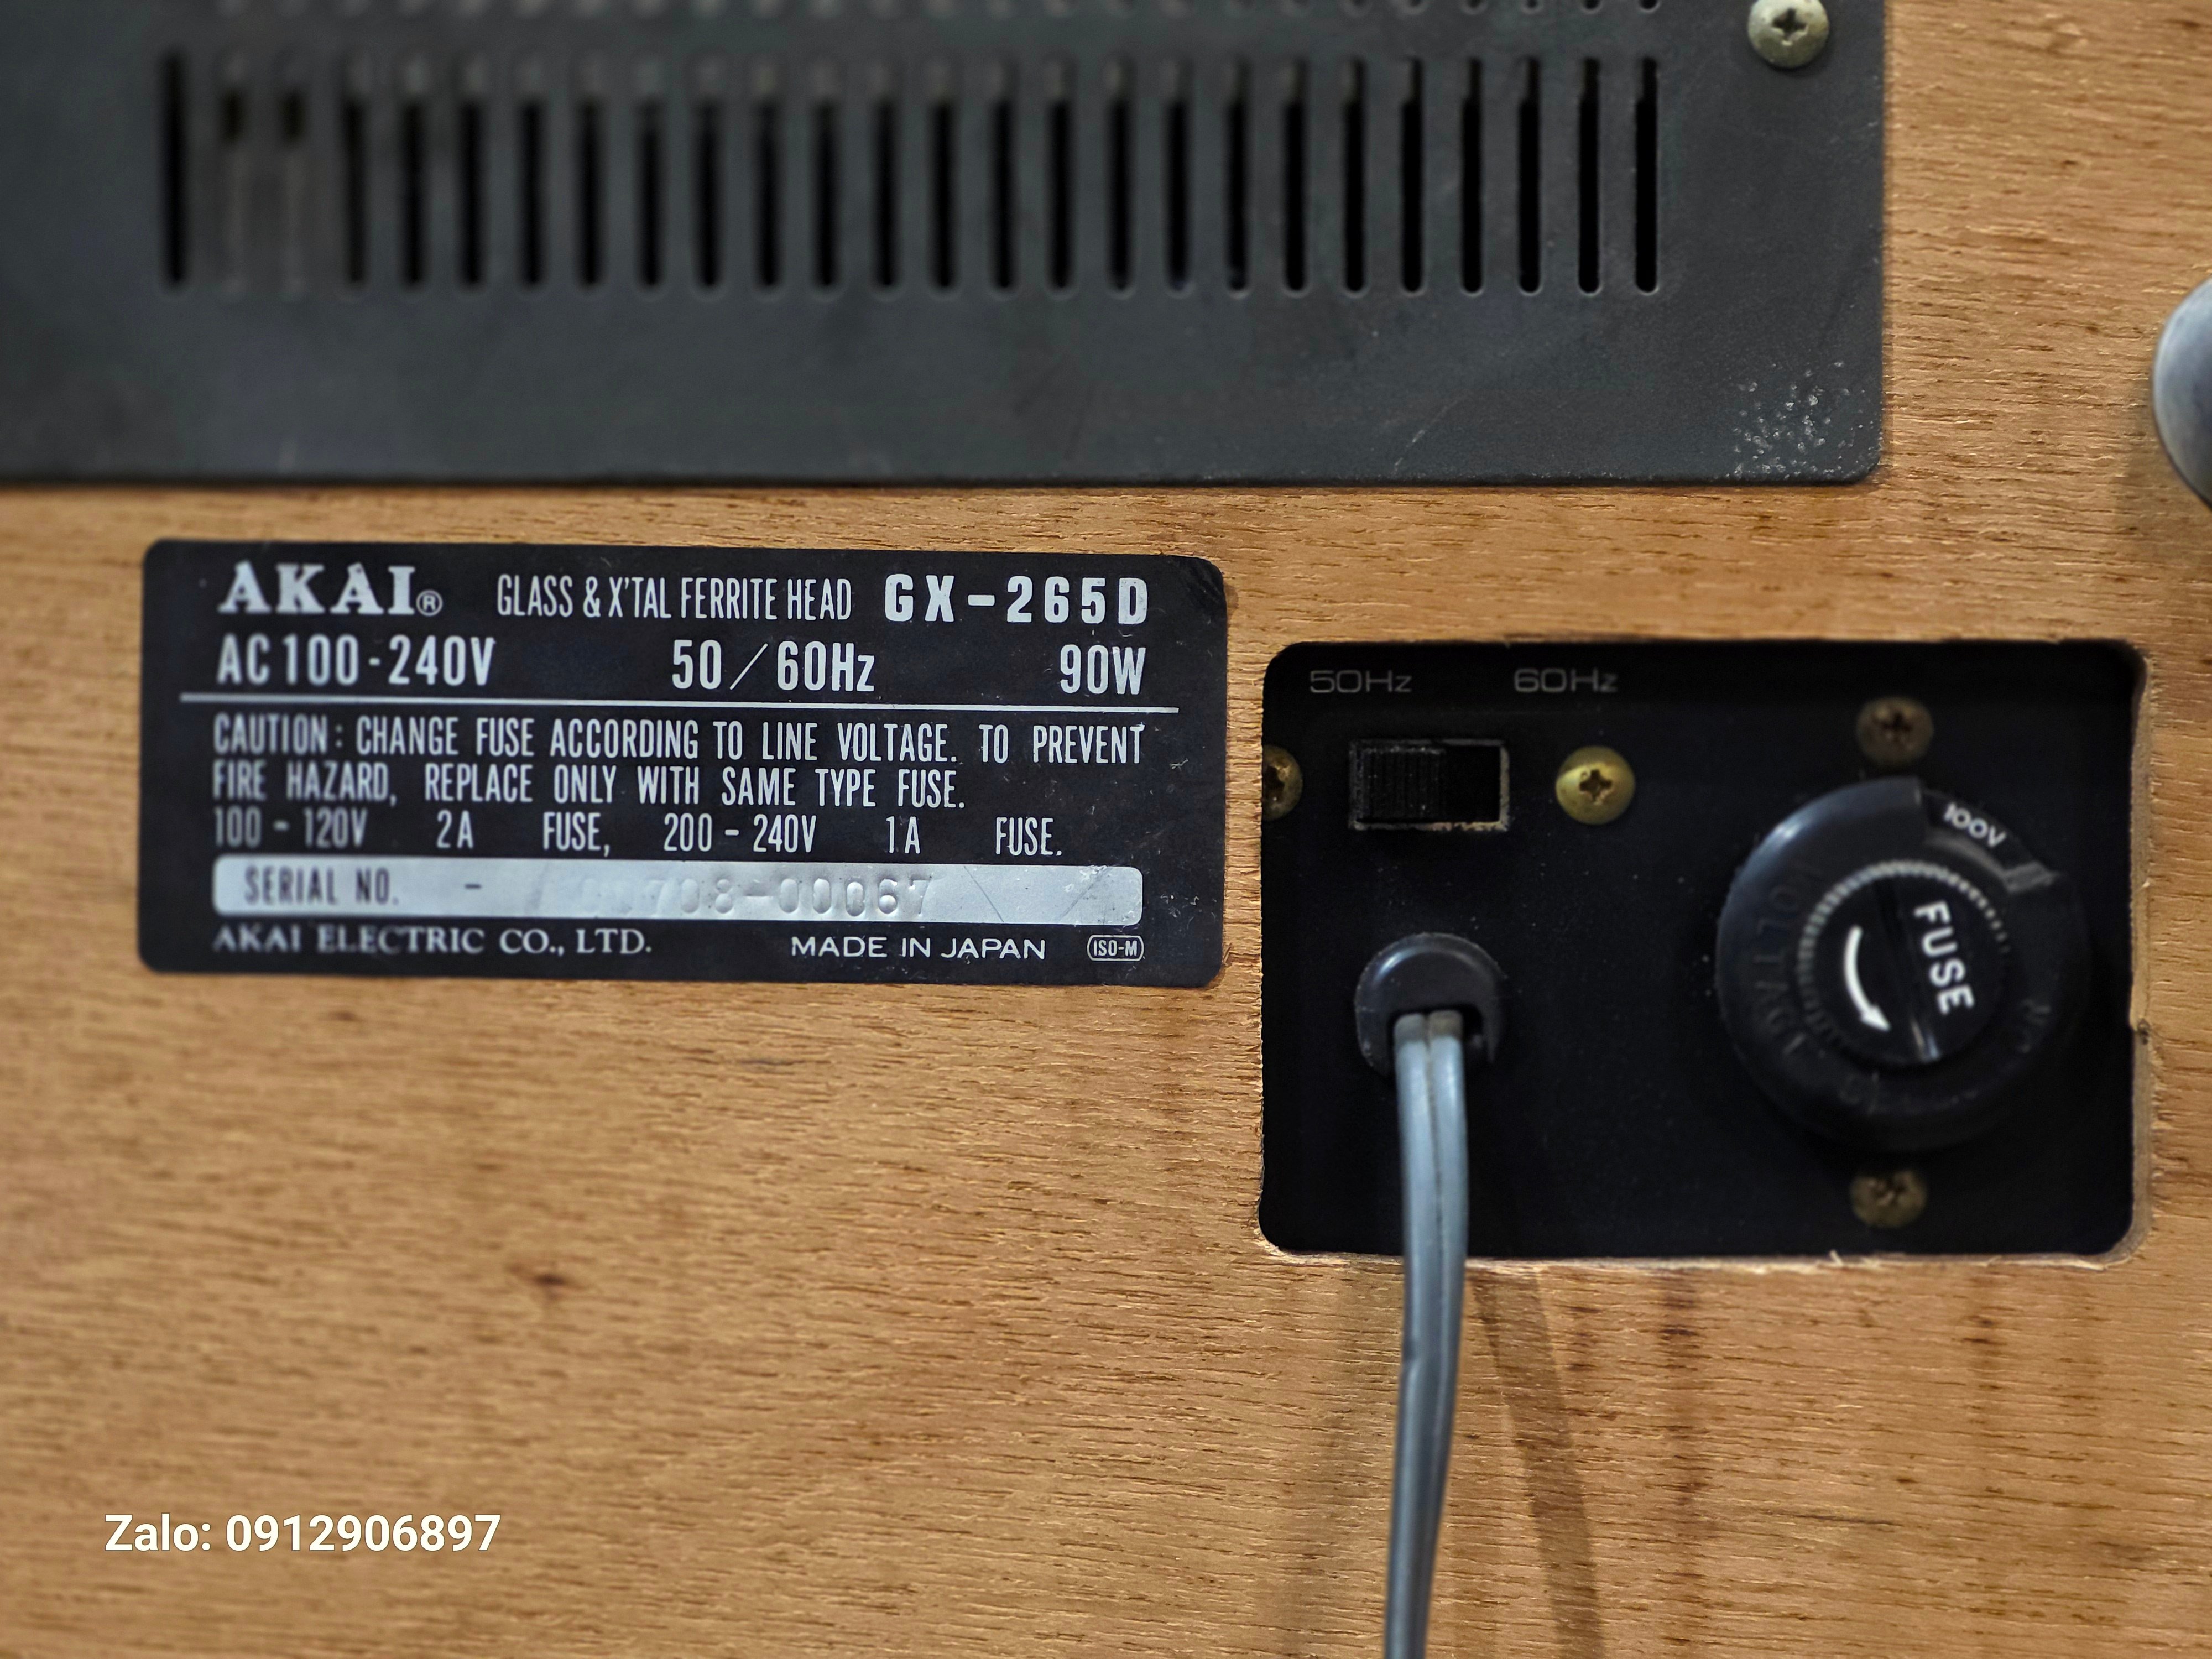 AKAI® GLASS & X'TAL FERRITE HEAD GX-265D
AC 100-240V 50/60Hz 90W
CAUTION: CHANGE FUSE ACCORDING TO LINE VOLTAGE. TO PREVENT
FIRE HAZARD, REPLACE ONLY WITH SAME TYPE FUSE.
100-120V 2A FUSE, 200-240V 1A FUSE.
SERIAL NO. -
AKAI ELECTRIC CO., LTD. MADE IN JAPAN ISO-M
50Hz 60Hz
100V
FUSE
Zalo: 0912906897